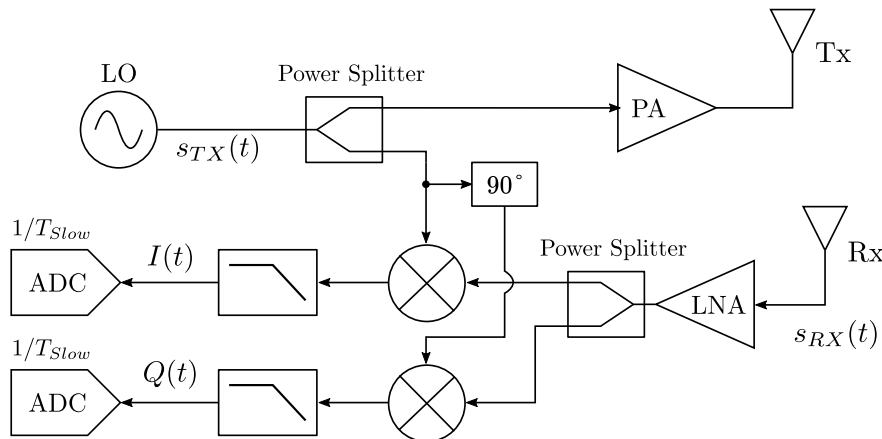 LO
Power Splitter
Tx
PA
s_{TX}(t)
90°
1/T_{Slow}
I(t)
Power Splitter
Rx
ADC
LNA
s_{RX}(t)
1/T_{Slow}
Q(t)
ADC